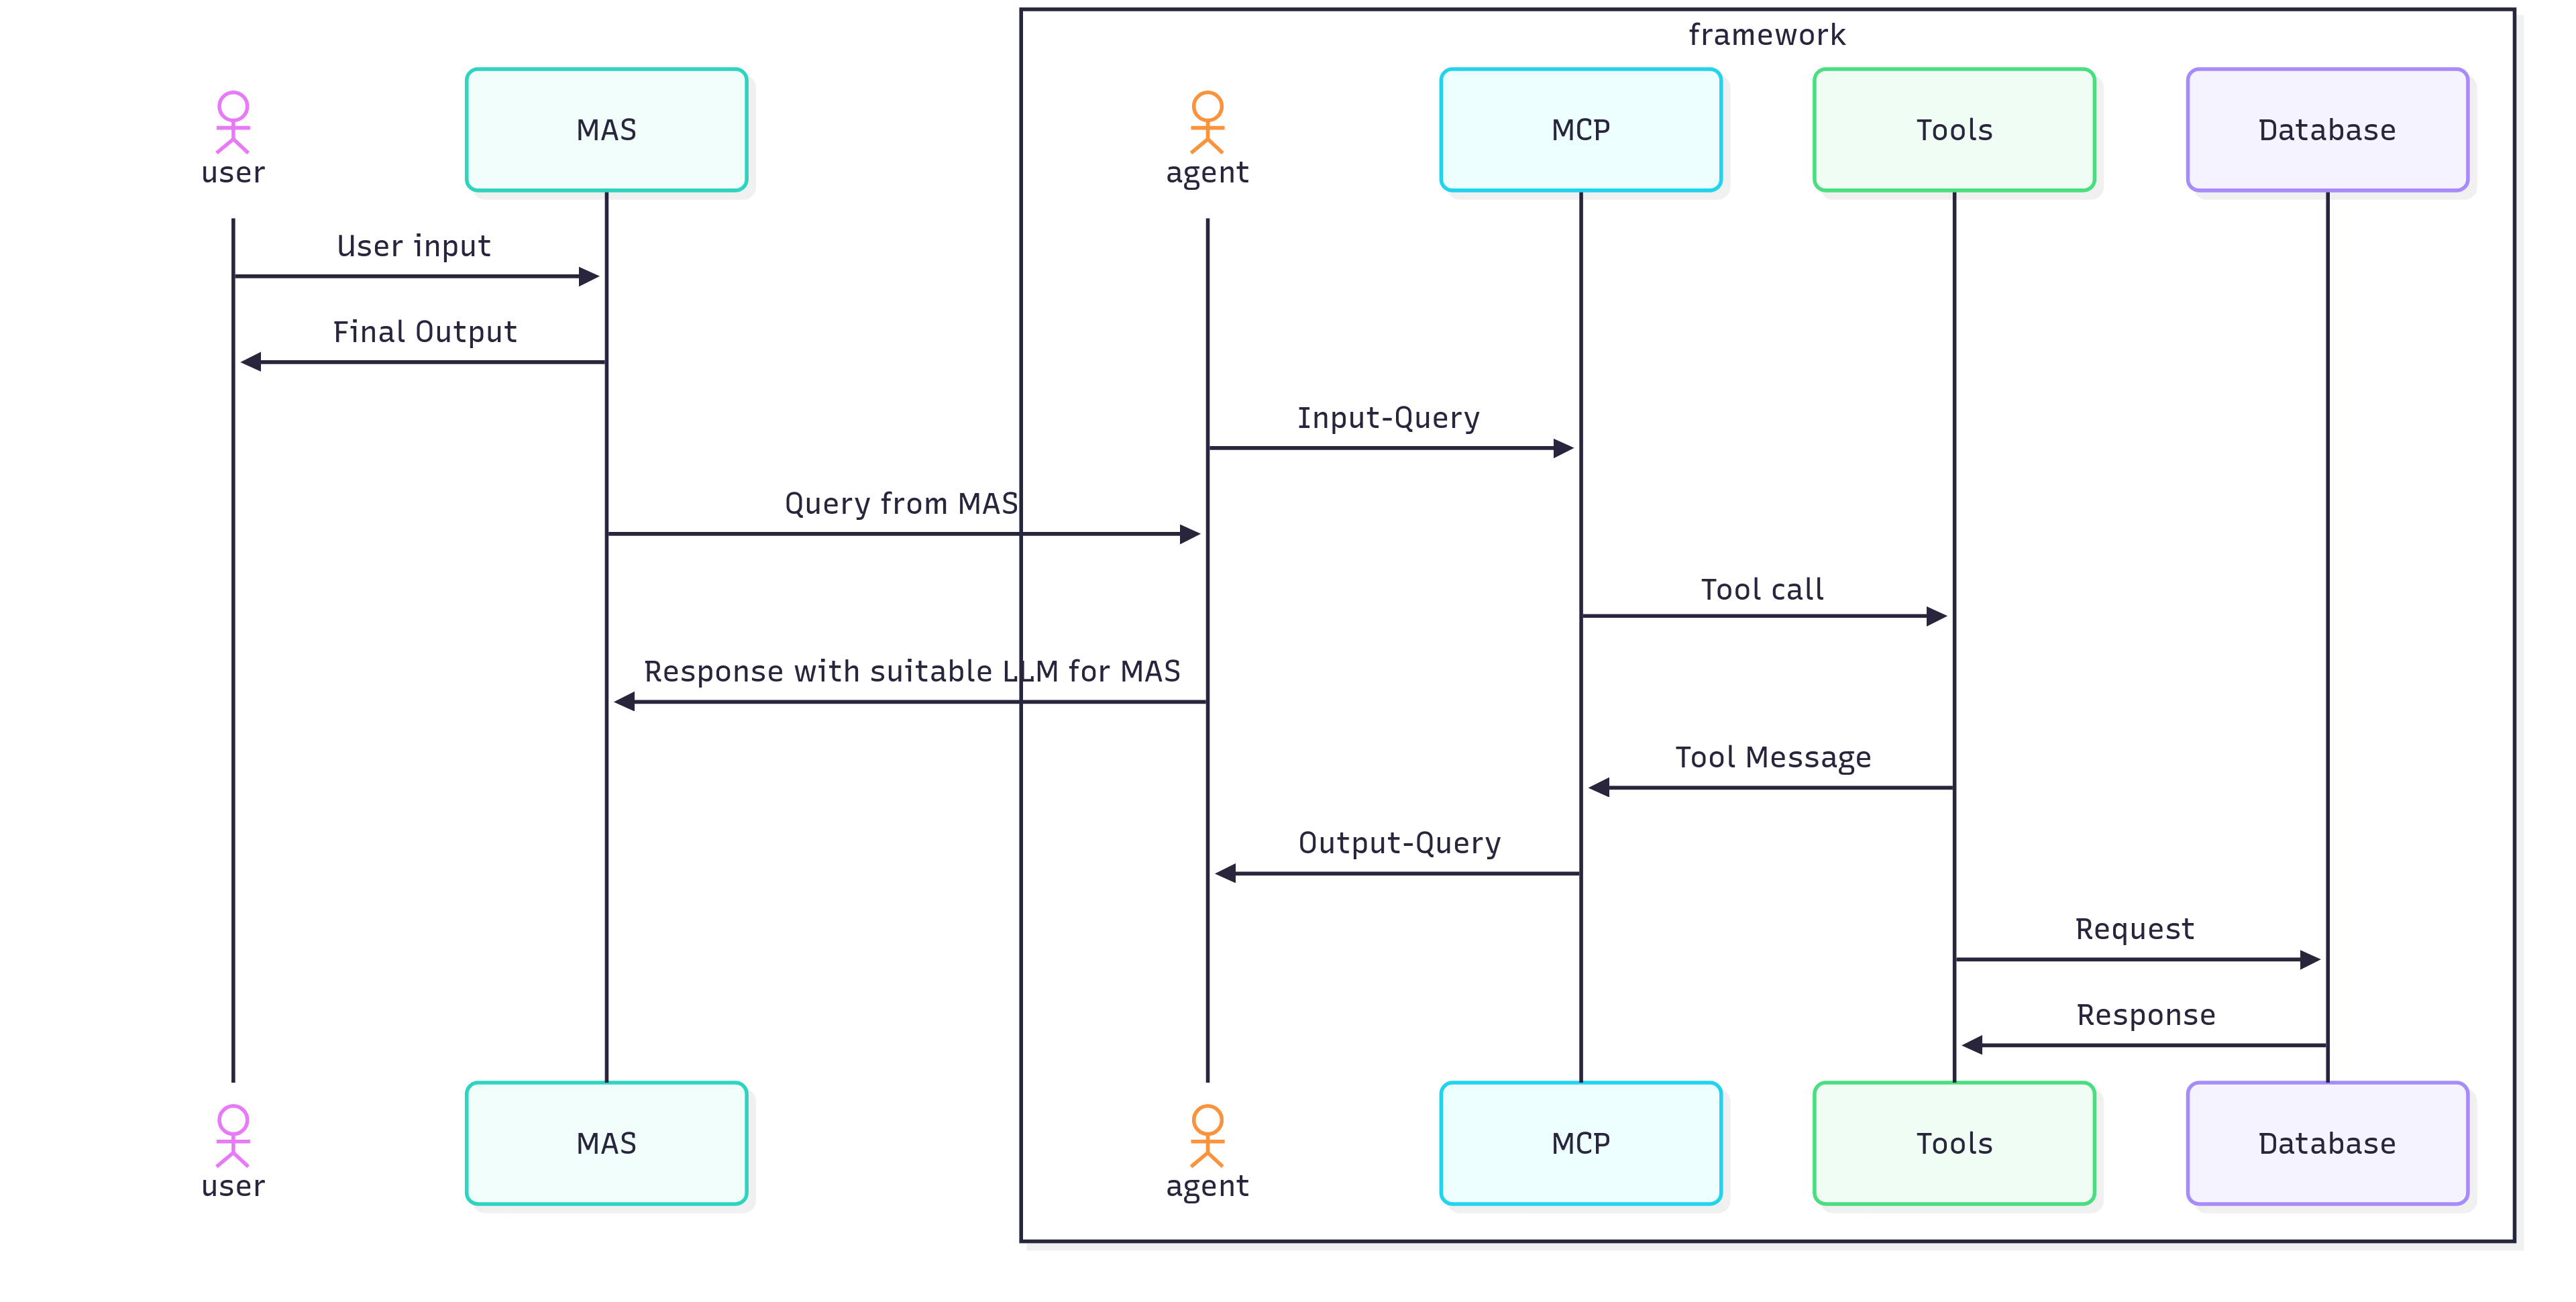 framework
user
MAS
agent
MCP
Tools
Database
User input
Final Output
Input-Query
Query from MAS
Tool call
Response with suitable LLM for MAS
Tool Message
Output-Query
Request
Response
user
MAS
agent
MCP
Tools
Database